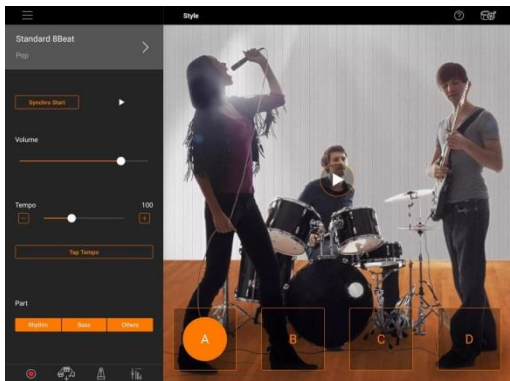 Style
Standard 8Beat
Pop
Synchro Start
Volume
Tempo 100
Tap Tempo
Part
Rhythm Bass Others
A B C D